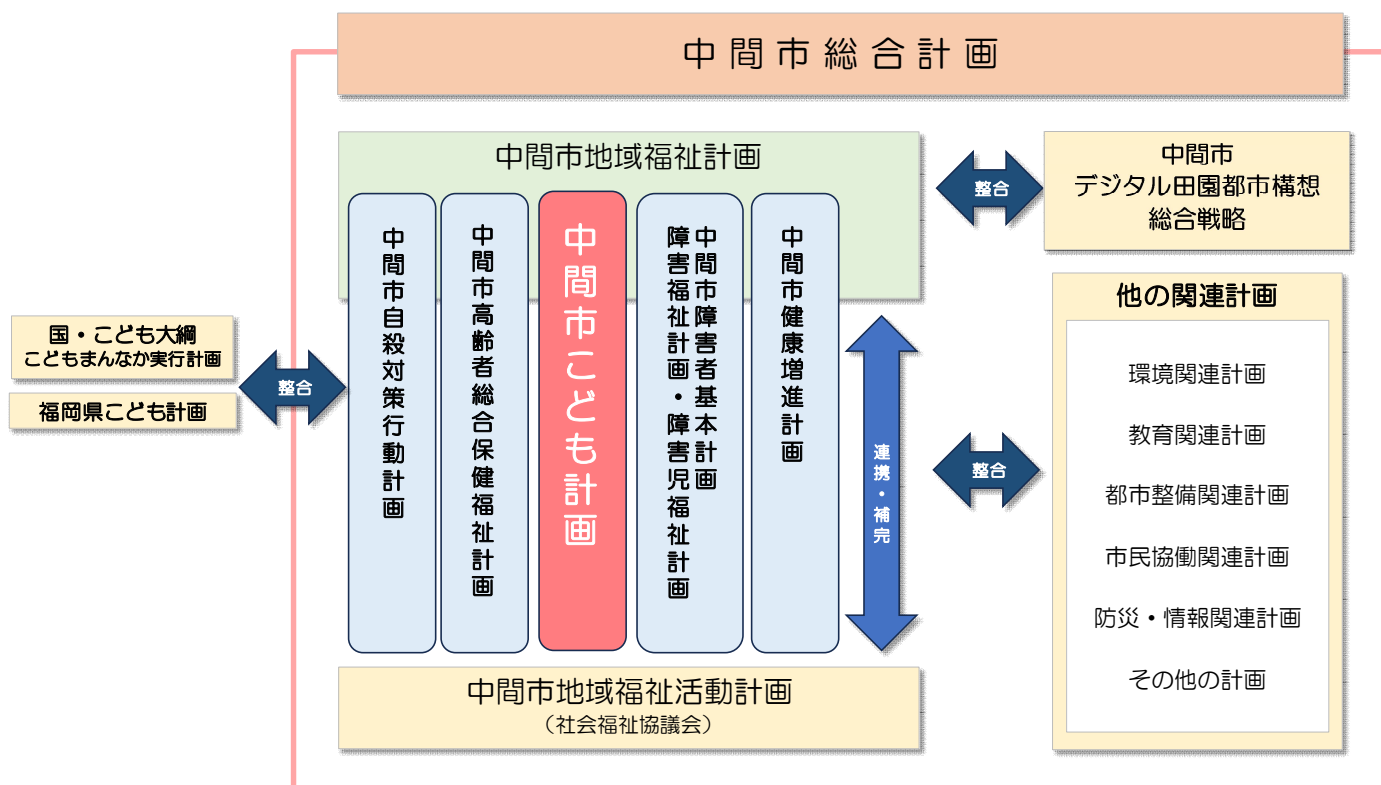 中間市総合計画
中間市地域福祉計画
中間市
デジタル田園都市構想
総合戦略
整合
中間市自殺対策行動計画
中間市高齢者総合保健福祉計画
中間市こども計画
中間市障害者基本計画
障害福祉計画・障害児福祉計画
中間市健康増進計画
国・こども大綱
こどもまんなか実行計画
福岡県こども計画
整合
連携・補完
整合
他の関連計画
環境関連計画
教育関連計画
都市整備関連計画
市民協働関連計画
防災・情報関連計画
その他の計画
中間市地域福祉活動計画
（社会福祉協議会）